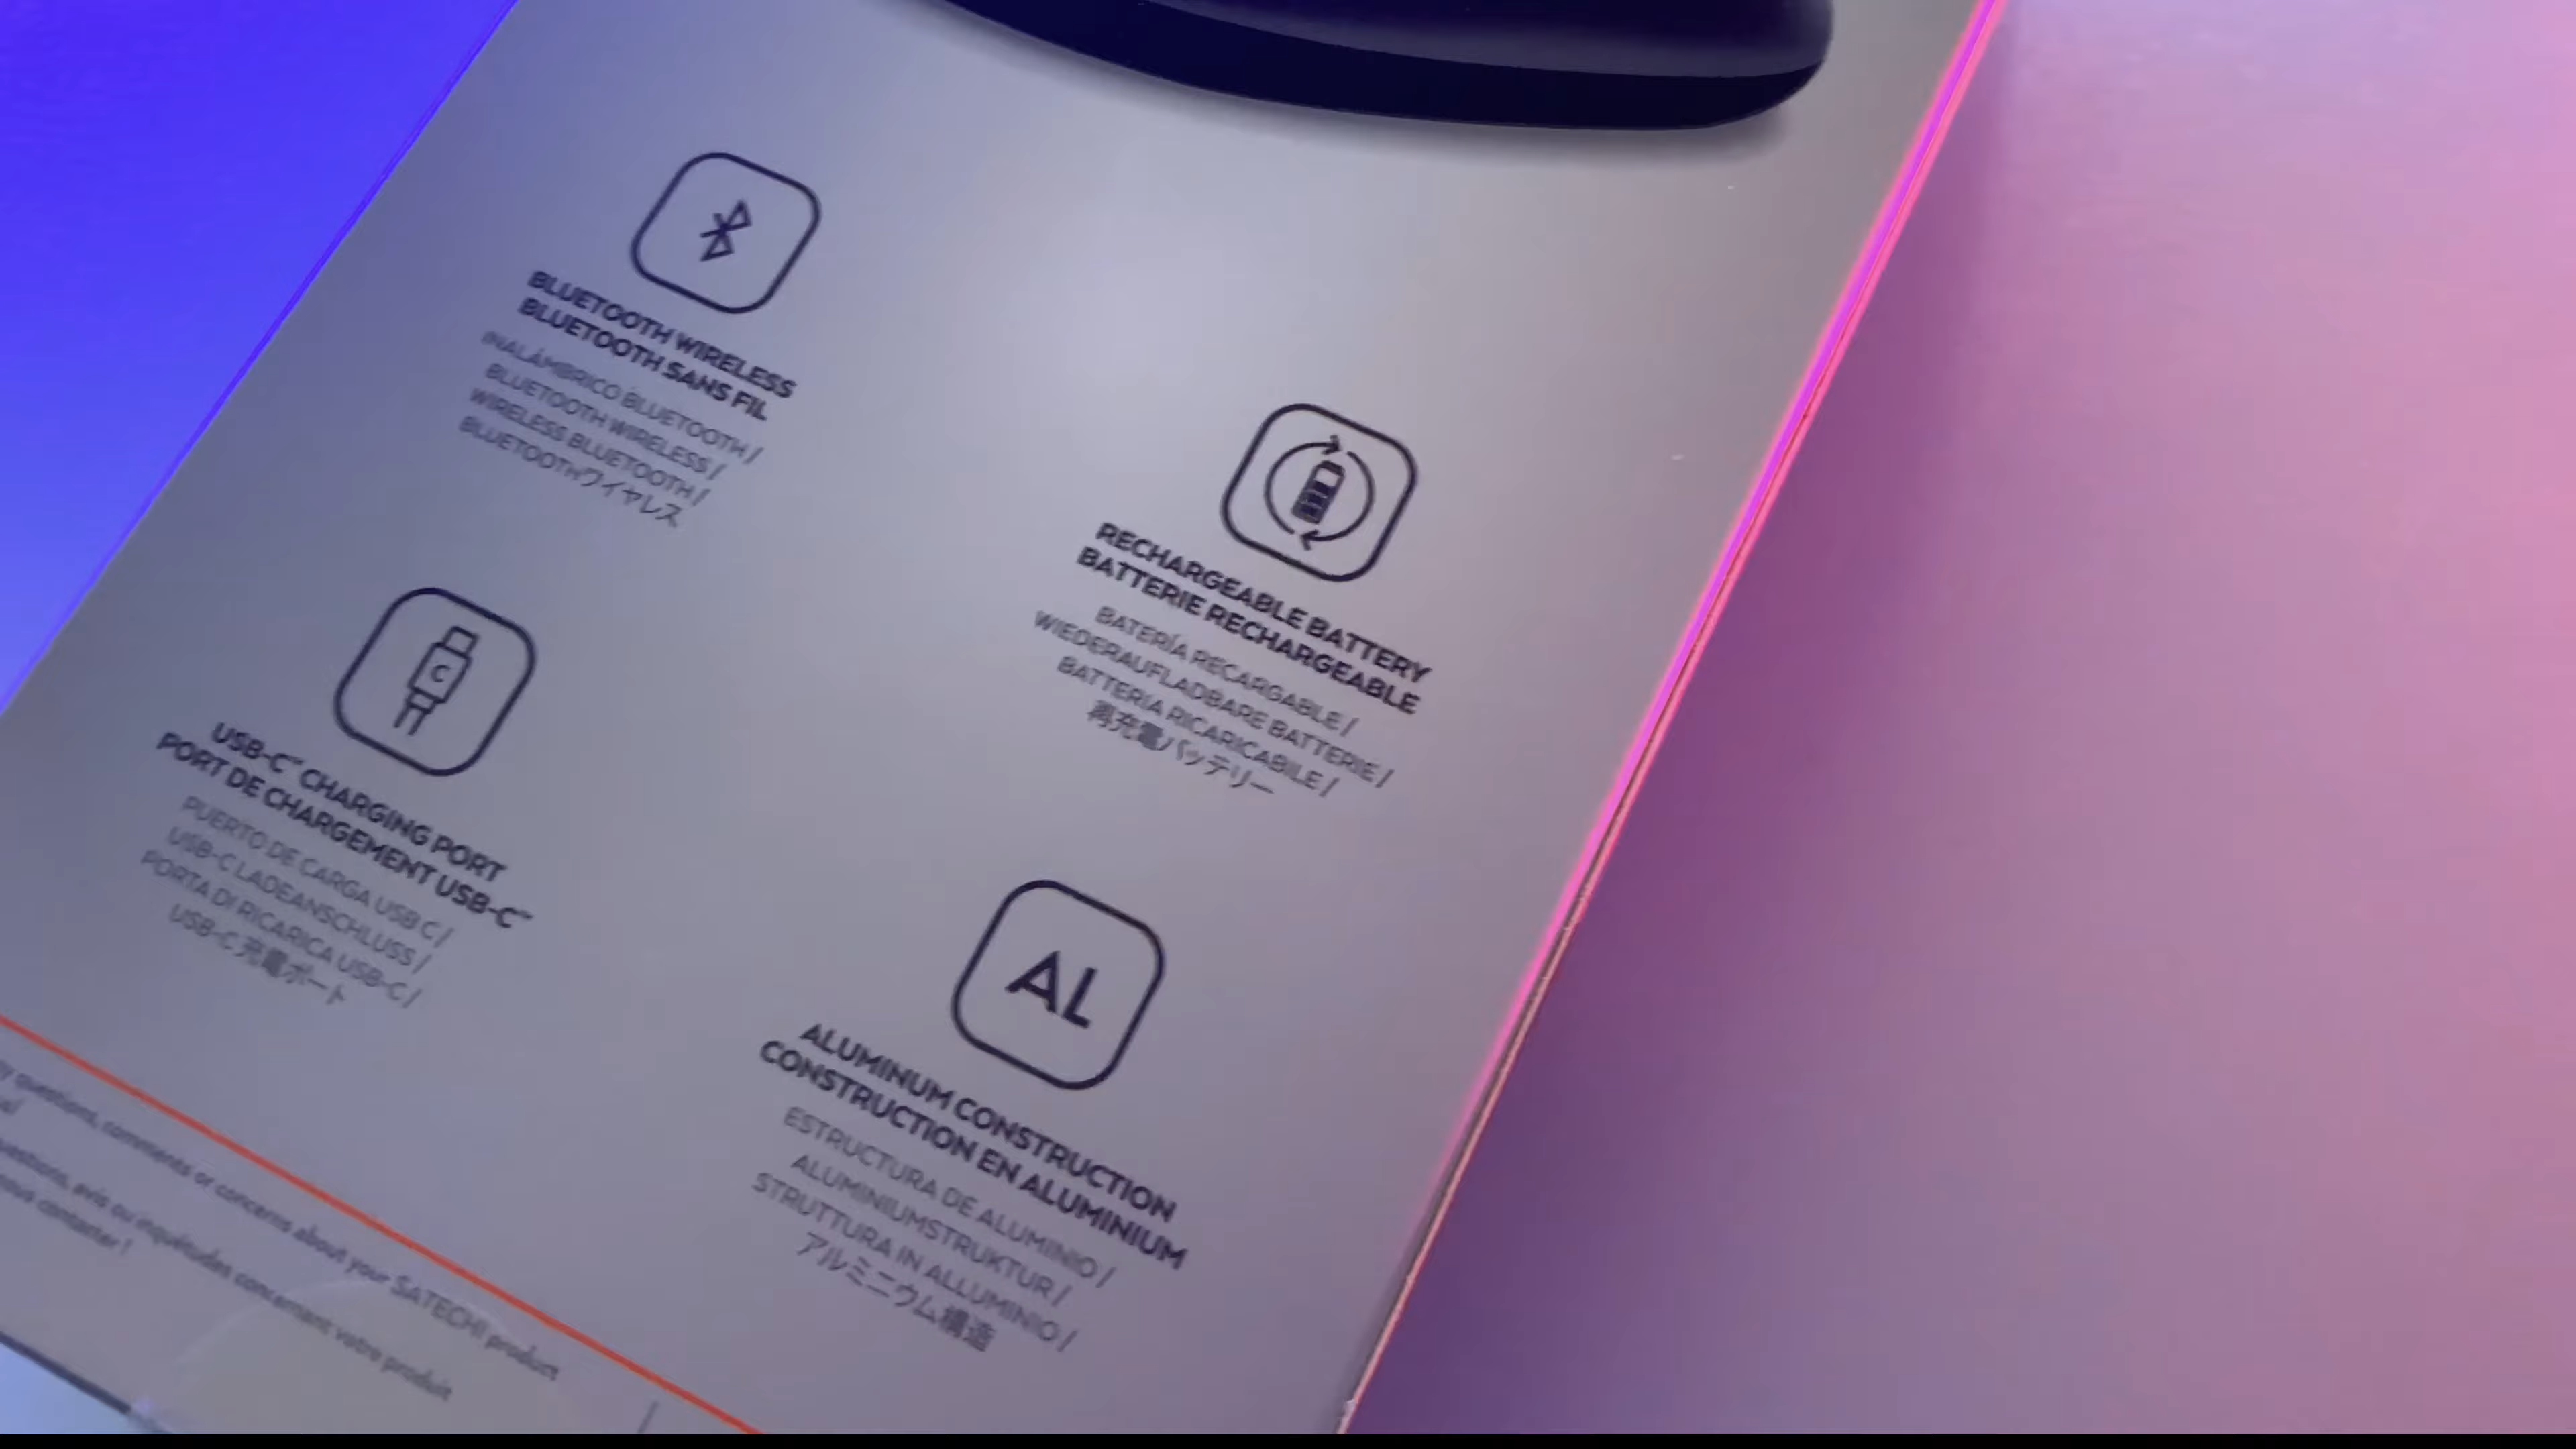 BLUETOOTH WIRELESS
BLUETOOTH SANS FIL
INALÁMBRICO BLUETOOTH /
BLUETOOTH WIRELESS /
WIRELESS BLUETOOTH /
BLUETOOTHワイヤレス
RECHARGEABLE BATTERY
BATTERIE RECHARGEABLE
BATERÍA RECARGABLE /
WIEDERAUFLADBARE BATTERIE /
BATTERIA RICARICABILE /
再充電バッテリー
C
USB-C™ CHARGING PORT
PORT DE CHARGEMENT USB-C™
PUERTO DE CARGA USB C /
USB-C LADEANSCHLUSS /
PORTA DI RICARICA USB-C /
USB-C 充電ポート
AL
ALUMINUM CONSTRUCTION
CONSTRUCTION EN ALUMINIUM
ESTRUCTURA DE ALUMINIO /
ALUMINIUMSTRUKTUR /
STRUTTURA IN ALLUMINIO /
アルミニウム構造
questions, comments or concerns about your SATECHI product
avis ou inquiétudes concernant votre produit
contacter !